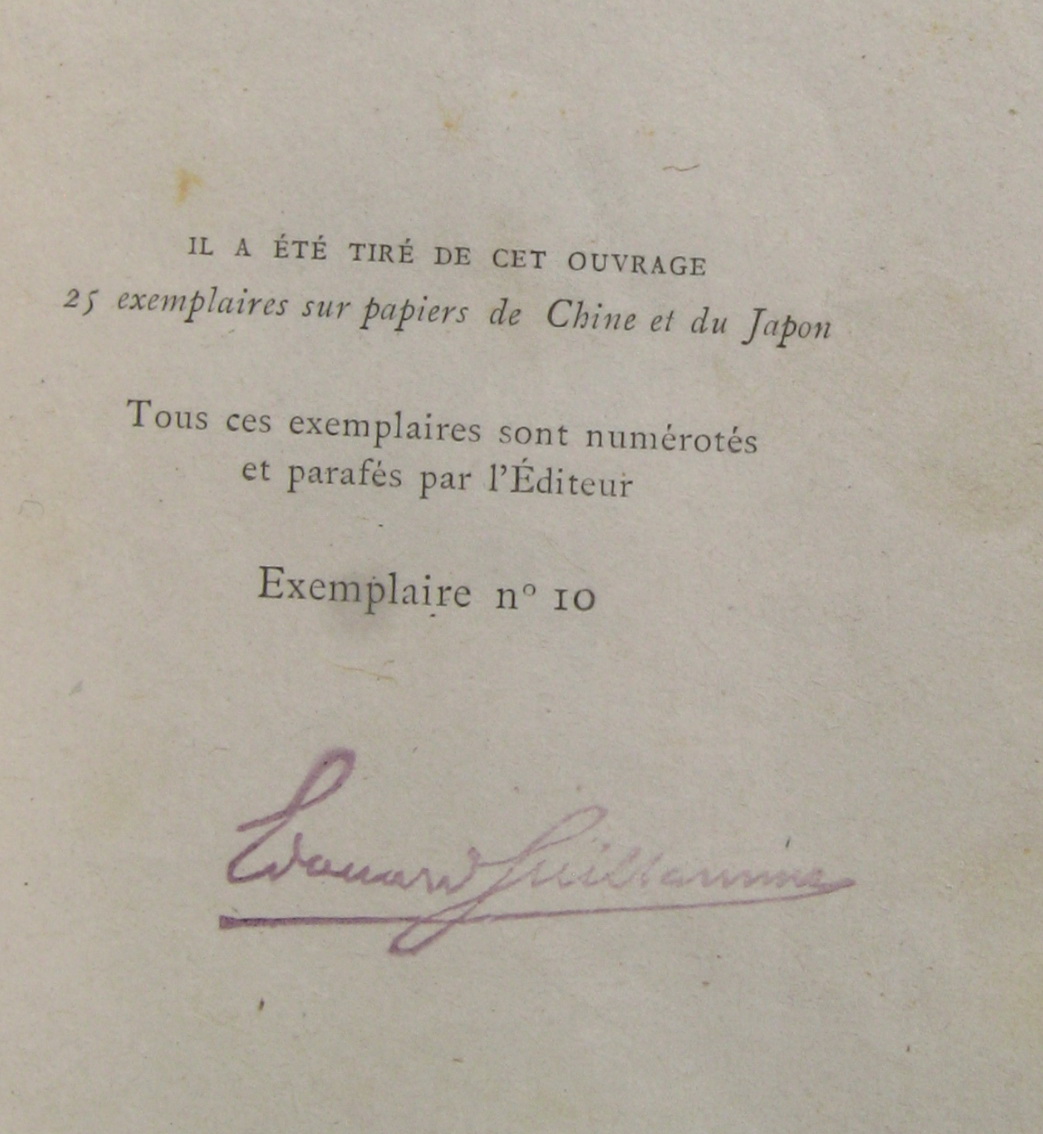 IL A ÉTÉ TIRÉ DE CET OUVRAGE
25 exemplaires sur papiers de Chine et du Japon
Tous ces exemplaires sont numérotés
et parafés par l'Éditeur
Exemplaire nº 10
Edouard Guillaume